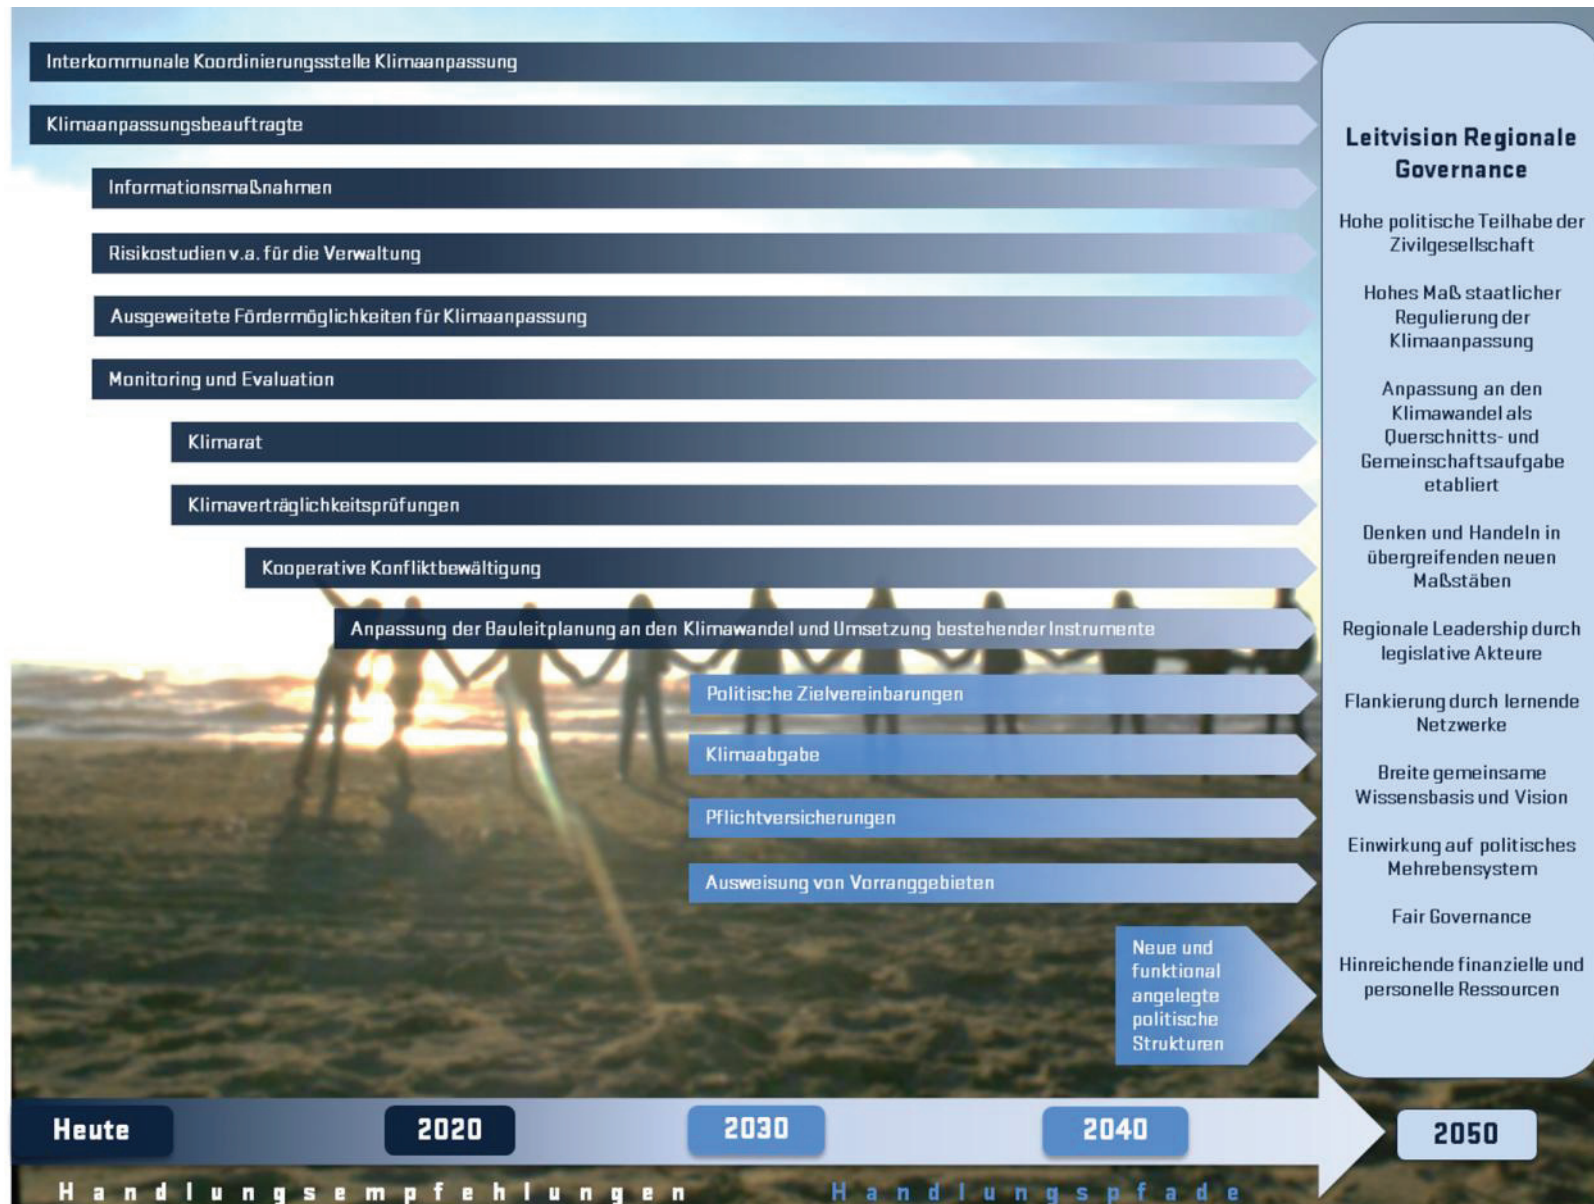 Interkommunale Koordinierungsstelle Klimaanpassung
Klimaanpassungsbeauftragte
Informationsmaßnahmen
Risikostudien v.a. für die Verwaltung
Ausgeweitete Fördermöglichkeiten für Klimaanpassung
Monitoring und Evaluation
Klimarat
Klimaverträglichkeitsprüfungen
Kooperative Konfliktbewältigung
Anpassung der Bauleitplanung an den Klimawandel und Umsetzung bestehender Instrumente
Politische Zielvereinbarungen
Klimaabgabe
Pflichtversicherungen
Ausweisung von Vorranggebieten
Neue und
funktional
angelegte
politische
Strukturen
Leitvision Regionale
Governance
Hohe politische Teilhabe der
Zivilgesellschaft
Hohes Maß staatlicher
Regulierung der
Klimaanpassung
Anpassung an den
Klimawandel als
Querschnitts- und
Gemeinschaftsaufgabe
etabliert
Denken und Handeln in
übergreifenden neuen
Maßstäben
Regionale Leadership durch
legislative Akteure
Flankierung durch lernende
Netzwerke
Breite gemeinsame
Wissensbasis und Vision
Einwirkung auf politisches
Mehrebensystem
Fair Governance
Hinreichende finanzielle und
personelle Ressourcen
Heute 2020 2030 2040 2050
Handlungsempfehlungen Handlungspfade